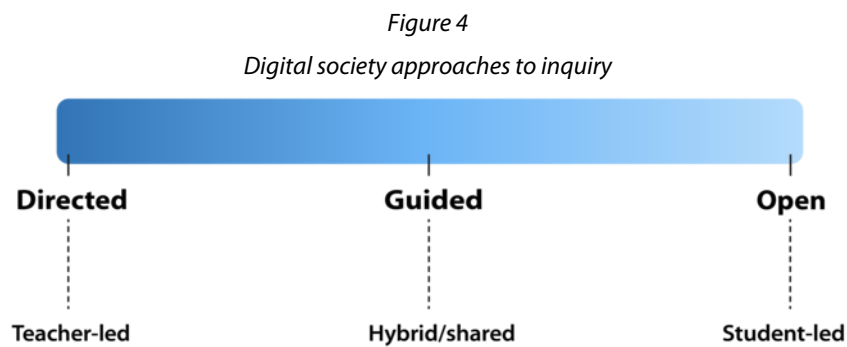 Figure 4
Digital society approaches to inquiry
Directed Guided Open
Teacher-led Hybrid/shared Student-led